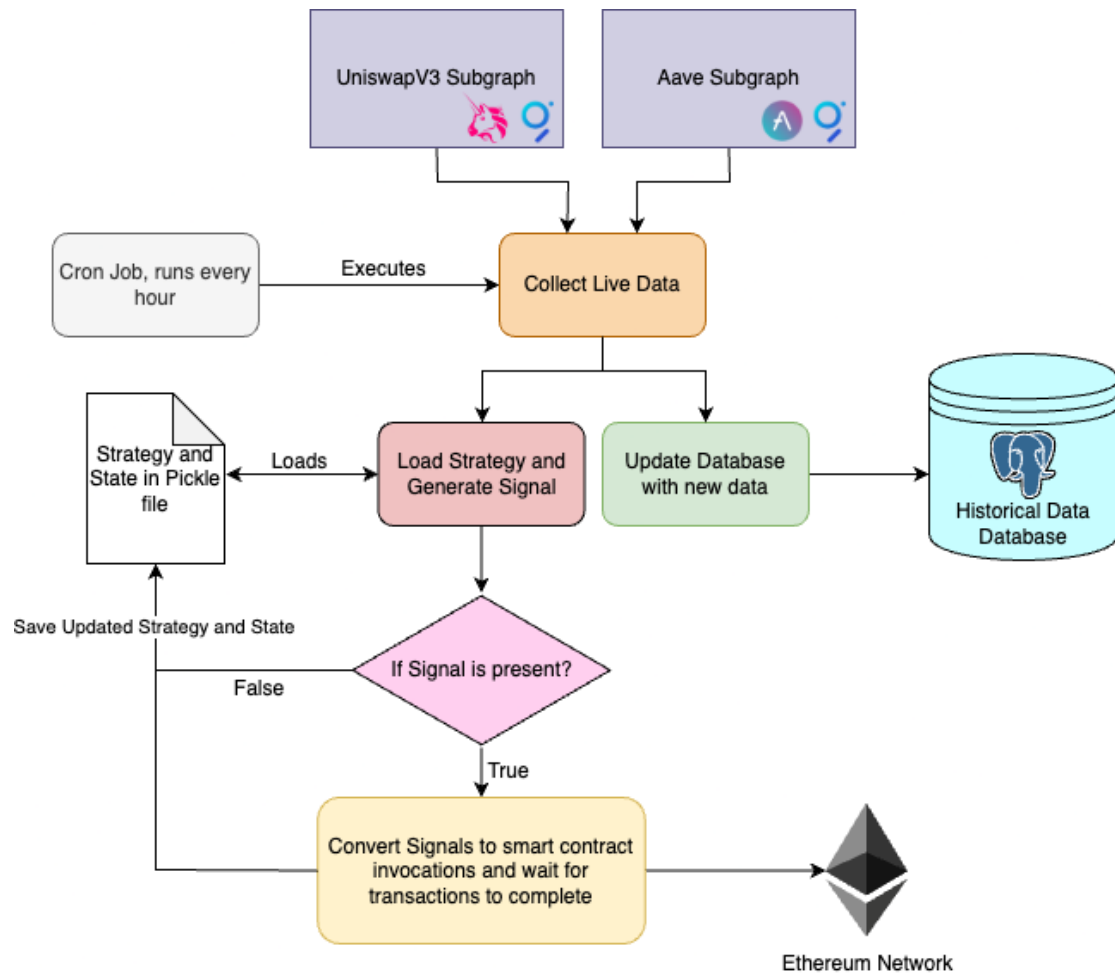 UniswapV3 Subgraph
Aave Subgraph
Cron Job, runs every
hour
Executes
Collect Live Data
Strategy and
State in Pickle
file
Loads
Load Strategy and
Generate Signal
Update Database
with new data
Historical Data
Database
Save Updated Strategy and State
If Signal is present?
False
True
Convert Signals to smart contract
invocations and wait for
transactions to complete
Ethereum Network